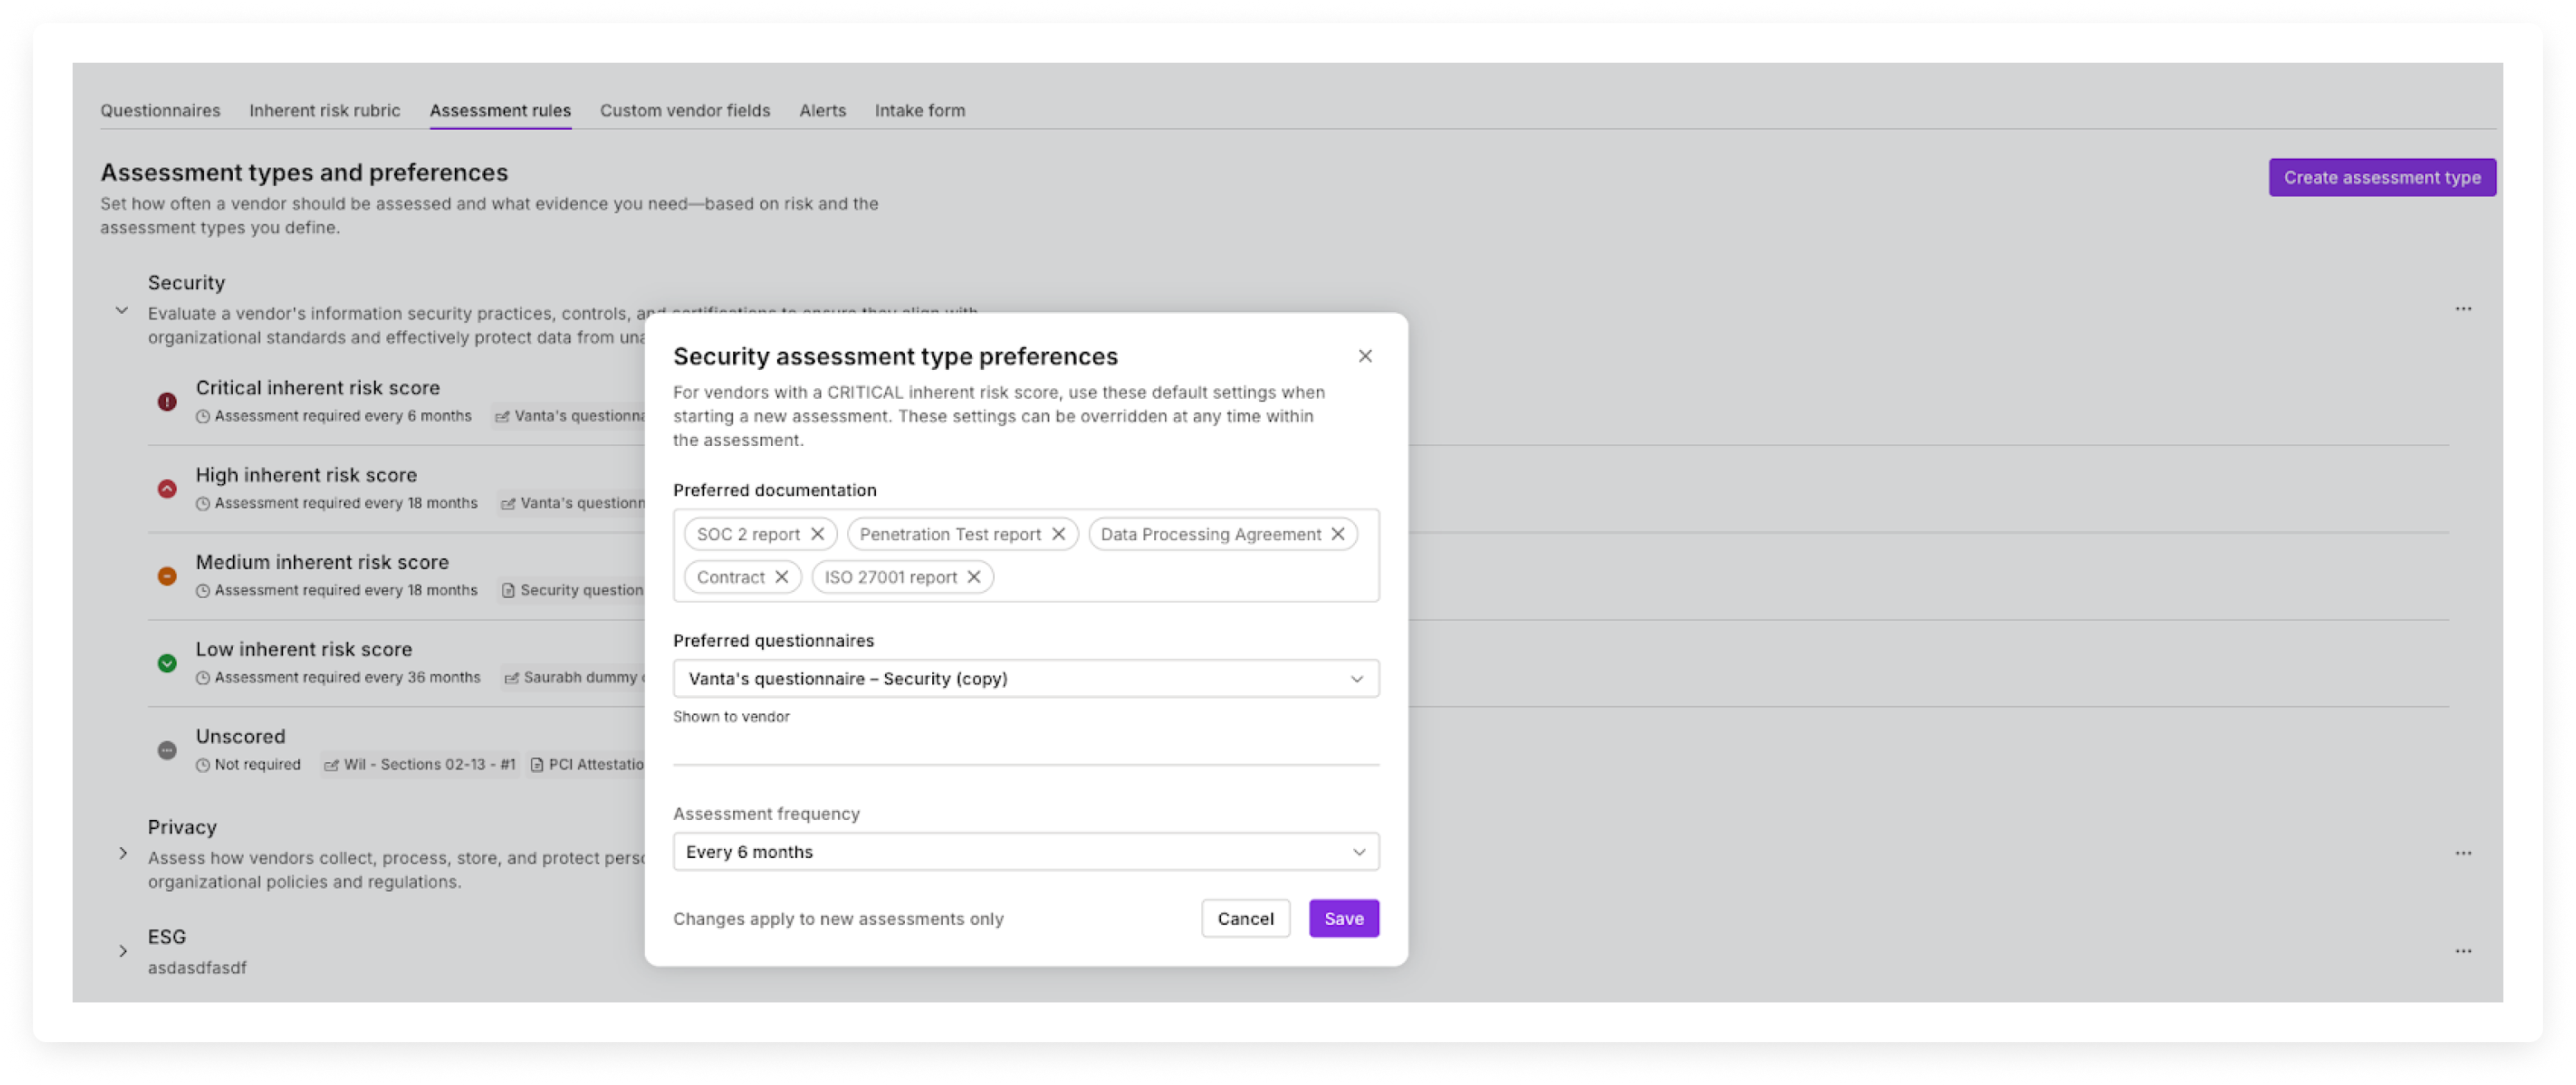 Questionnaires Inherent risk rubric Assessment rules Custom vendor fields Alerts Intake form
Assessment types and preferences
Create assessment type
Set how often a vendor should be assessed and what evidence you need—based on risk and the
assessment types you define.
Security
Evaluate a vendor's information security practices, controls, and certifications to ensure they align with
organizational standards and effectively protect data from
Critical inherent risk score
Assessment required every 6 months Vanta's
High inherent risk score
Assessment required every 18 months Vanta's
Medium inherent risk score
Assessment required every 18 months Security
Low inherent risk score
Assessment required every 36 months Saurabh dummy
Unscored
Not required Wil - Sections 02-13 - #1 PCI
Privacy
Assess how vendors collect, process, store, and protect
organizational policies and regulations.
ESG
asdasdfasdf
Security assessment type preferences
For vendors with a CRITICAL inherent risk score, use these default settings when
starting a new assessment. These settings can be overridden at any time within
the assessment.
Preferred documentation
SOC 2 report Penetration Test report Data Processing Agreement
Contract ISO 27001 report
Preferred questionnaires
Vanta's questionnaire – Security (copy)
Shown to vendor
Assessment frequency
Every 6 months
Changes apply to new assessments only
Cancel Save